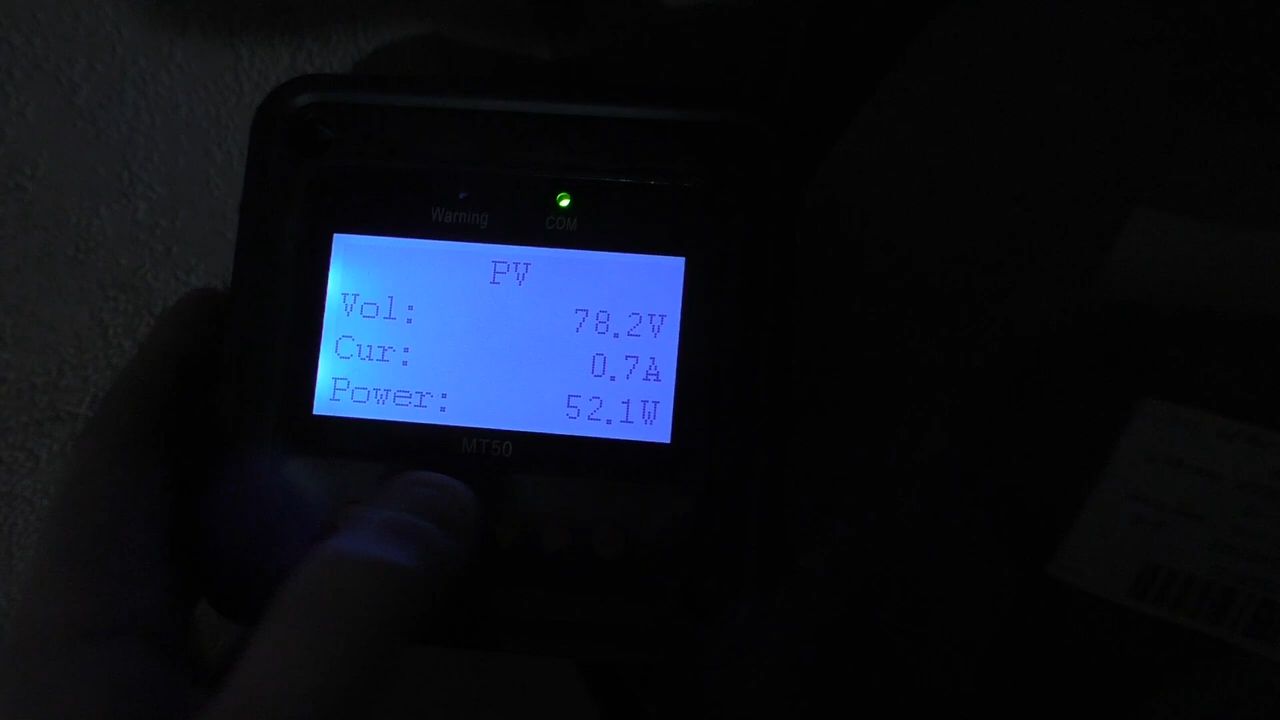 Warning COM
PV
Vol: 78.2V
Cur: 0.7A
Power: 52.1W
MT50